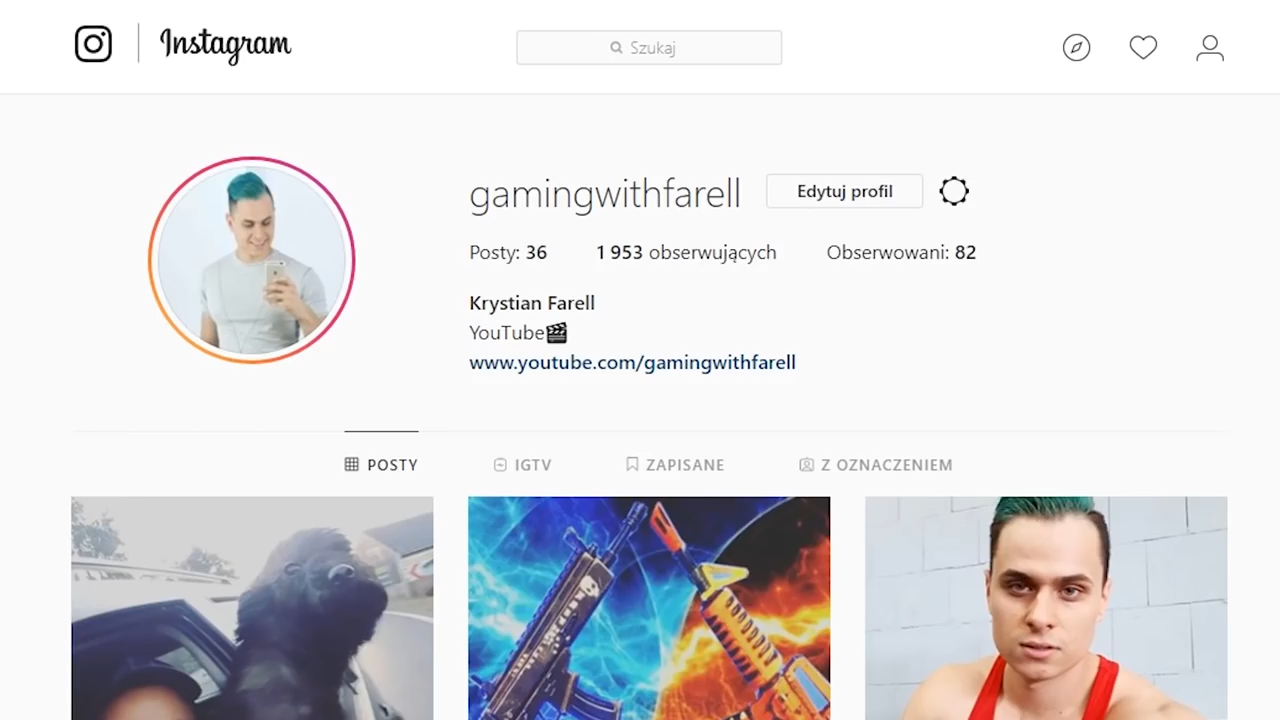 Instagram
Szukaj
gamingwithfarell
Edytuj profil
Posty: 36
1 953 obserwujących
Obserwowani: 82
Krystian Farell
YouTube🎬
www.youtube.com/gamingwithfarell
POSTY
IGTV
ZAPISANE
Z OZNACZENIEM